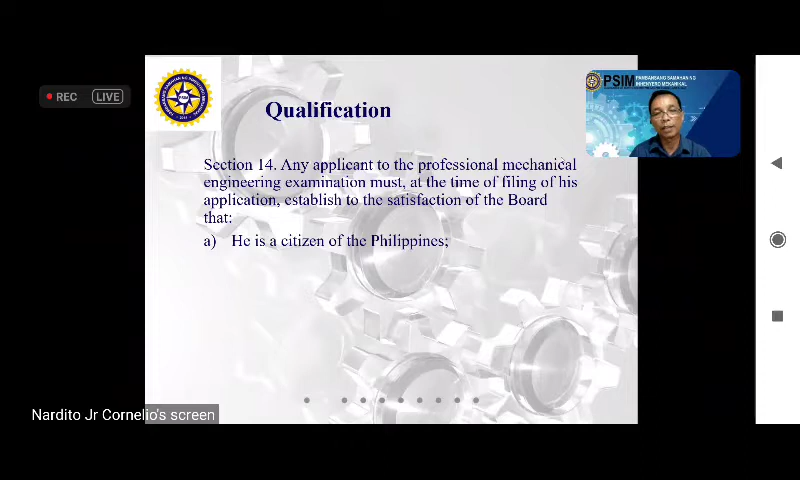 REC
LIVE
PSIM
PAMBANSANG SAMAHAN NG
INHENYERO MEKANIKAL
Qualification
Section 14. Any applicant to the professional mechanical
engineering examination must, at the time of filing of his
application, establish to the satisfaction of the Board
that:
a) He is a citizen of the Philippines;
Nardito Jr Cornelio's screen